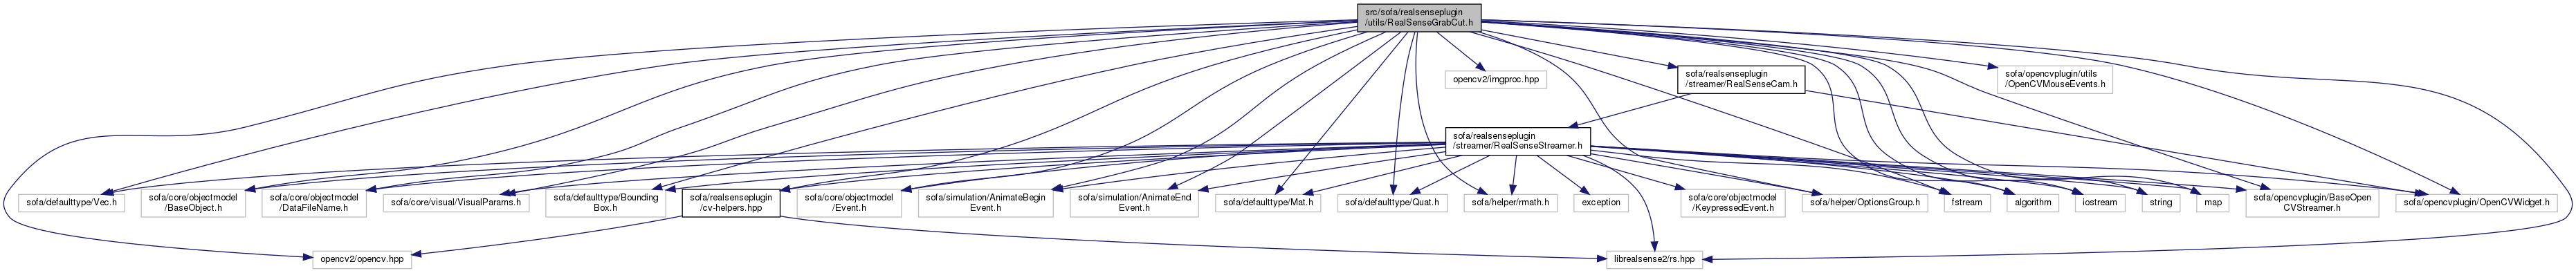 src/sofa/realsenseplugin
/utils/RealSenseGrabCut.h
opencv2/imgproc.hpp
sofa/realsenseplugin
/streamer/RealSenseCam.h
sofa/opencvplugin/utils
/OpenCVMouseEvents.h
sofa/realsenseplugin
/streamer/RealSenseStreamer.h
sofa/defaulttype/Vec.h
sofa/core/objectmodel
/BaseObject.h
sofa/core/objectmodel
/DataFileName.h
sofa/core/visual/VisualParams.h
sofa/defaulttype/Bounding
Box.h
sofa/realsenseplugin
/cv-helpers.hpp
sofa/core/objectmodel
/Event.h
sofa/simulation/AnimateBegin
Event.h
sofa/simulation/AnimateEnd
Event.h
sofa/defaulttype/Mat.h
sofa/defaulttype/Quat.h
sofa/helper/rmath.h
exception
sofa/core/objectmodel
/KeypressedEvent.h
sofa/helper/OptionsGroup.h
fstream
algorithm
iostream
string
map
sofa/opencvplugin/BaseOpen
CVStreamer.h
sofa/opencvplugin/OpenCVWidget.h
opencv2/opencv.hpp
librealsense2/rs.hpp